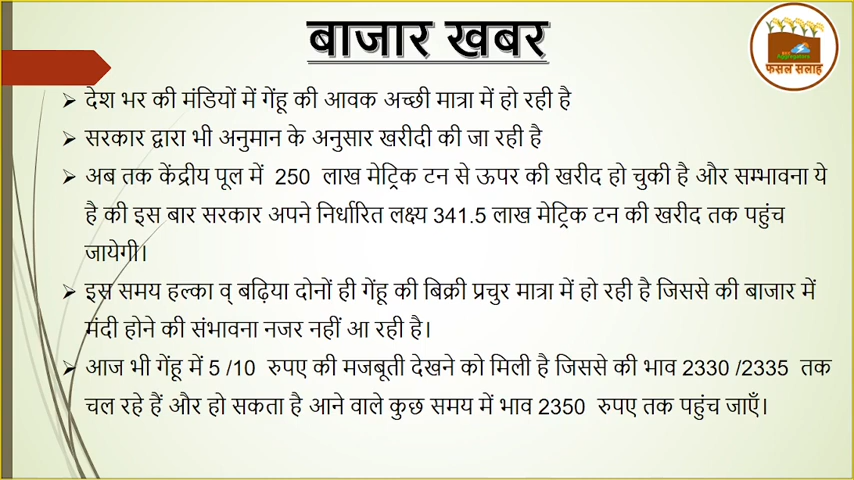 बाजार खबर
फसल सलाह
➢ देश भर की मंडियों में गेंहू की आवक अच्छी मात्रा में हो रही है
➢ सरकार द्वारा भी अनुमान के अनुसार खरीदी की जा रही है
➢ अब तक केंद्रीय पूल में 250 लाख मेट्रिक टन से ऊपर की खरीद हो चुकी है और सम्भावना ये
है की इस बार सरकार अपने निर्धारित लक्ष्य 341.5 लाख मेट्रिक टन की खरीद तक पहुंच
जायेगी।
➢ इस समय हल्का व् बढ़िया दोनों ही गेंहू की बिक्री प्रचुर मात्रा में हो रही है जिससे की बाजार में
मंदी होने की संभावना नजर नहीं आ रही है।
➢ आज भी गेंहू में 5 /10 रुपए की मजबूती देखने को मिली है जिससे की भाव 2330 /2335 तक
चल रहे हैं और हो सकता है आने वाले कुछ समय में भाव 2350 रुपए तक पहुंच जाएँ।